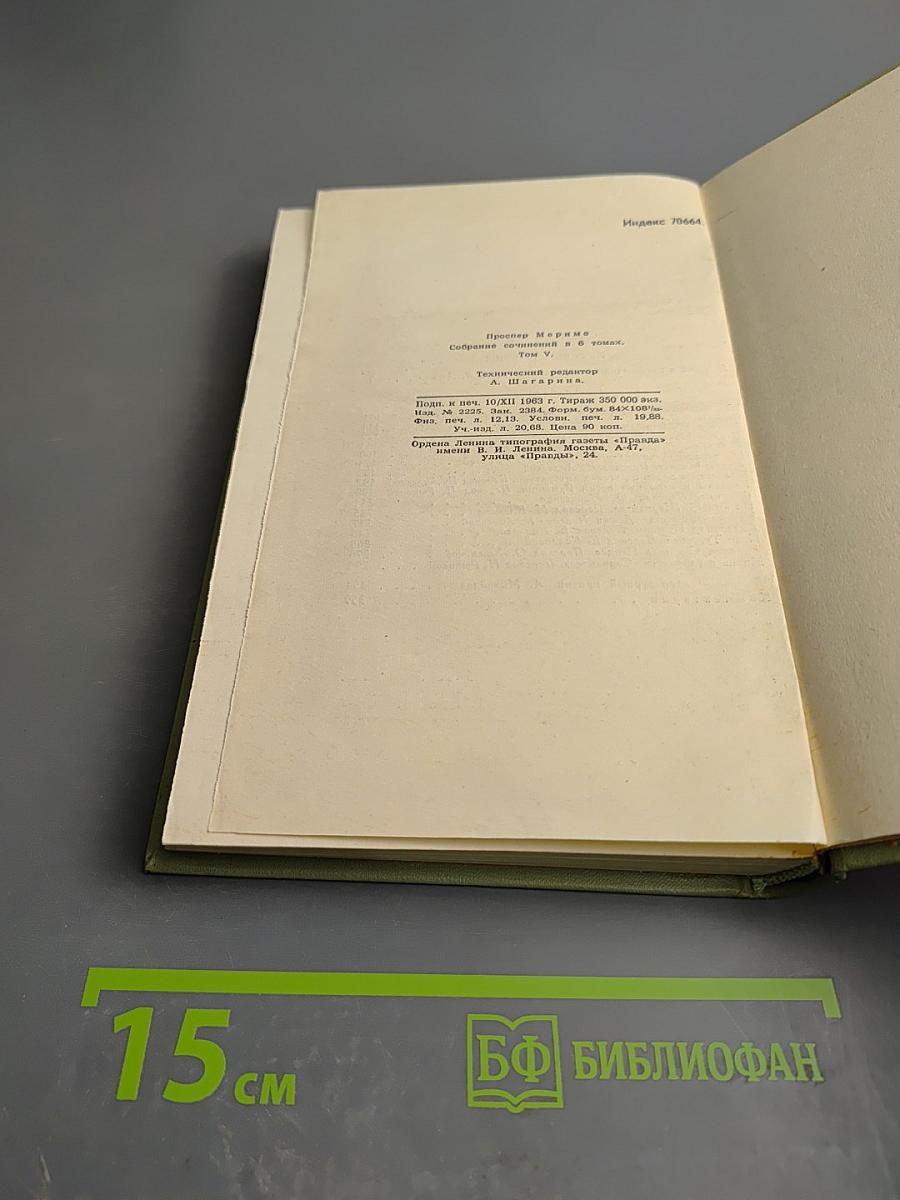 Индекс 70664.
Проспер Мериме
Собрание сочинений в 6 томах.
Том V.
Технический редактор
А. Шагарина.
Подп. к печ. 10/XII 1963 г. Тираж 350 000 экз.
Изд. № 2225. Зак. 2384. Форм. бум. 84×108¹/₃₂.
Физ. печ. л. 12,13. Условн. печ. л. 19,88.
Уч.-изд. л. 20,68. Цена 90 коп.
Ордена Ленина типография газеты «Правда»
имени В. И. Ленина. Москва, А-47,
улица «Правды», 24.
15 см
БФ БИБЛИОФАН